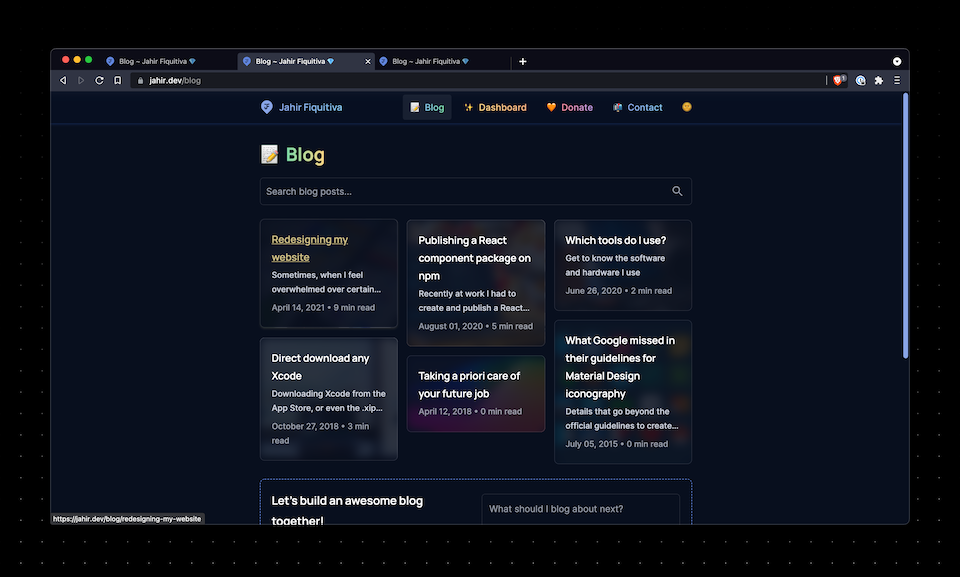 Blog ~ Jahir Fiquitiva
Blog ~ Jahir Fiquitiva
Blog ~ Jahir Fiquitiva
jahir.dev/blog
1
Jahir Fiquitiva
Blog
Dashboard
Donate
Contact
Blog
Search blog posts...
Redesigning my
website
Sometimes, when I feel
overwhelmed over certain...
April 14, 2021 • 9 min read
Publishing a React
component package on
npm
Recently at work I had to
create and publish a React...
August 01, 2020 • 5 min read
Which tools do I use?
Get to know the software
and hardware I use
June 26, 2020 • 2 min read
Direct download any
Xcode
Downloading Xcode from the
App Store, or even the .xip...
October 27, 2018 • 3 min
read
Taking a priori care of
your future job
April 12, 2018 • 0 min read
What Google missed in
their guidelines for
Material Design
iconography
Details that go beyond the
official guidelines to create...
July 05, 2015 • 0 min read
Let's build an awesome blog
together!
What should I blog about next?
https://jahir.dev/blog/redesigning-my-website